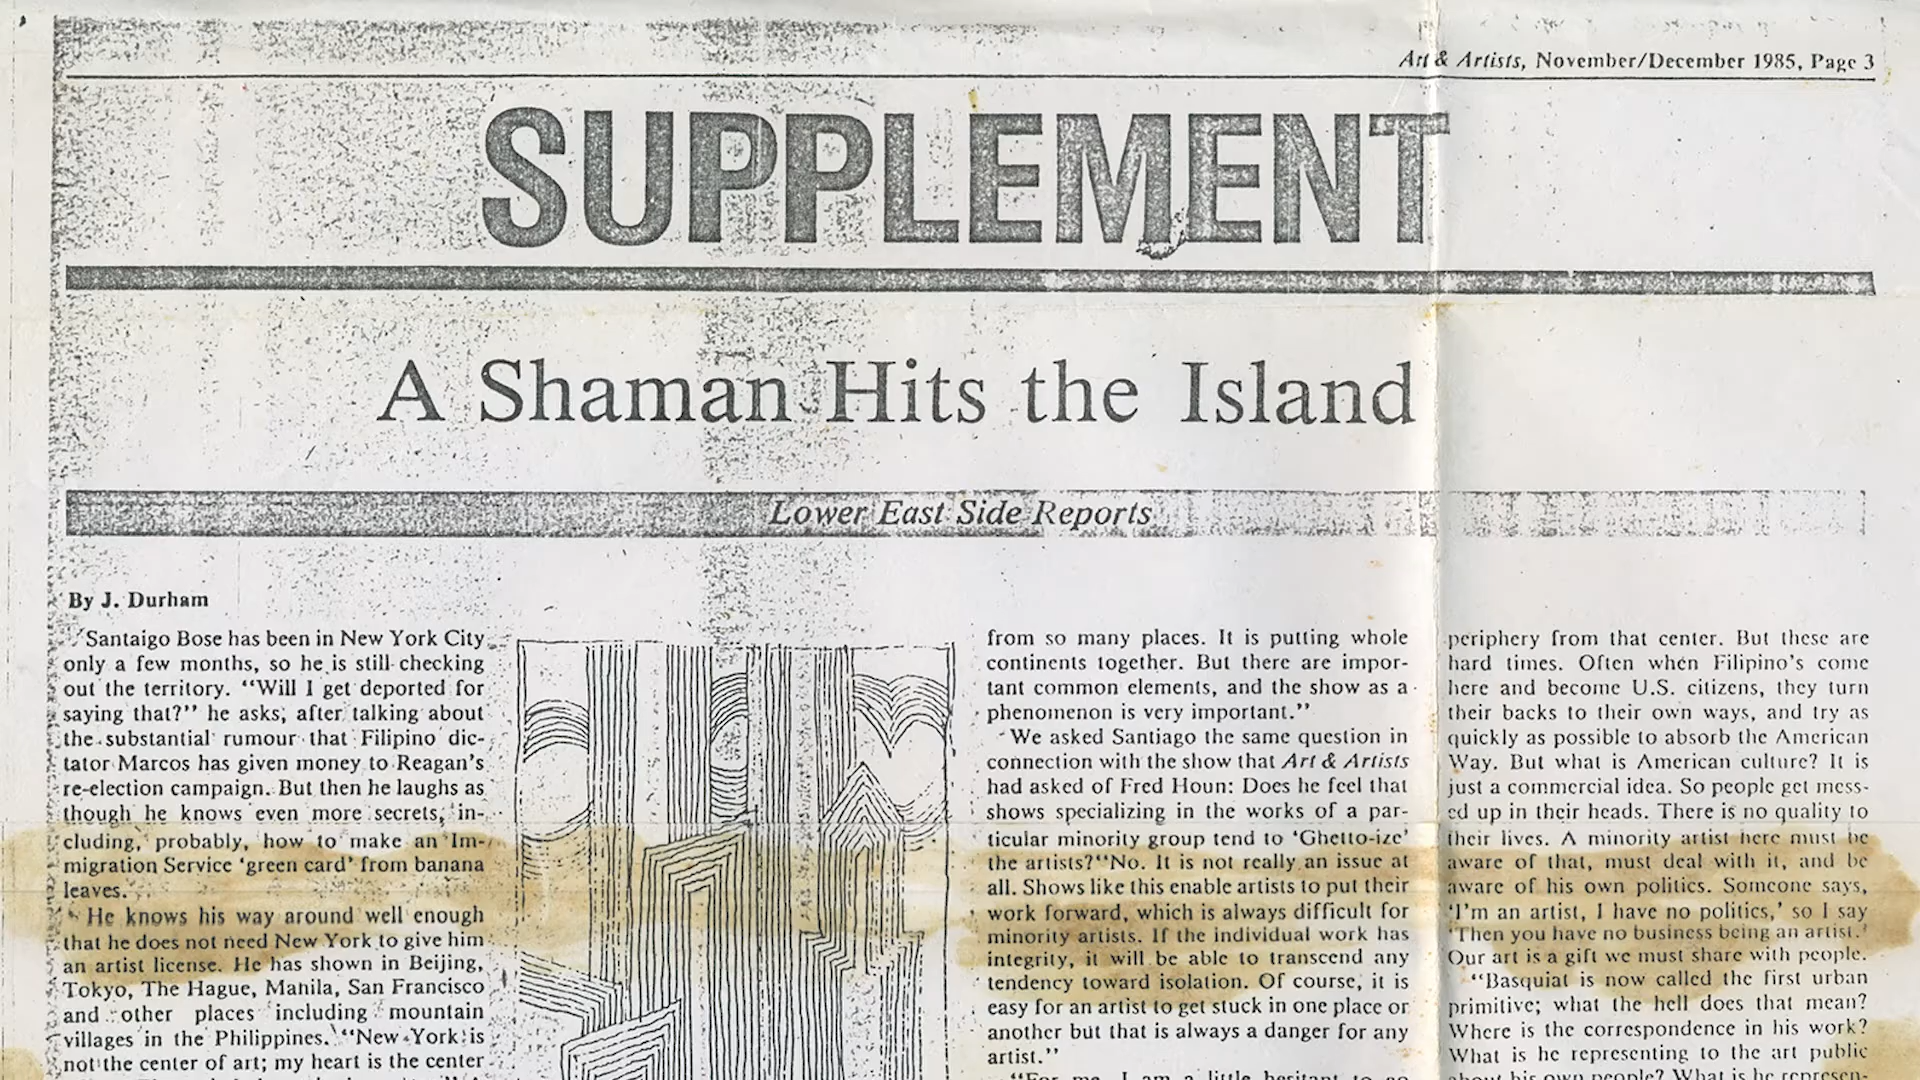 Art & Artists, November/December 1985, Page 3
SUPPLEMENT
A Shaman Hits the Island
Lower East Side Reports
By J. Durham
Santaigo Bose has been in New York City
only a few months, so he is still checking
out the territory. “Will I get deported for
saying that?” he asks, after talking about
the substantial rumour that Filipino dic-
tator Marcos has given money to Reagan's
re-election campaign. But then he laughs as
though he knows even more secrets, in-
cluding, probably, how to make an ‘Im-
migration Service ‘green card’ from banana
leaves.
He knows his way around well enough
that he does not need New York to give him
an artist license. He has shown in Beijing,
Tokyo, The Hague, Manila, San Francisco
and other places including mountain
villages in the Philippines. “New York is
not the center of art; my heart is the center
from so many places. It is putting whole
continents together. But there are impor-
tant common elements, and the show as a
phenomenon is very important.”
We asked Santiago the same question in
connection with the show that Art & Artists
had asked of Fred Houn: Does he feel that
shows specializing in the works of a par-
ticular minority group tend to ‘Ghetto-ize’
the artists?“No. It is not really an issue at
all. Shows like this enable artists to put their
work forward, which is always difficult for
minority artists. If the individual work has
integrity, it will be able to transcend any
tendency toward isolation. Of course, it is
easy for an artist to get stuck in one place or
another but that is always a danger for any
artist.”
“For me, I am a little hesitant to
periphery from that center. But these are
hard times. Often when Filipino's come
here and become U.S. citizens, they turn
their backs to their own ways, and try as
quickly as possible to absorb the American
Way. But what is American culture? It is
just a commercial idea. So people get mess-
ed up in their heads. There is no quality to
their lives. A minority artist here must be
aware of that, must deal with it, and be
aware of his own politics. Someone says,
‘I'm an artist, I have no politics,’ so I say
‘Then you have no business being an artist.’
Our art is a gift we must share with people.
“Basquiat is now called the first urban
primitive; what the hell does that mean?
Where is the correspondence in his work?
What is he representing to the art public
about his own people? What is he represen-